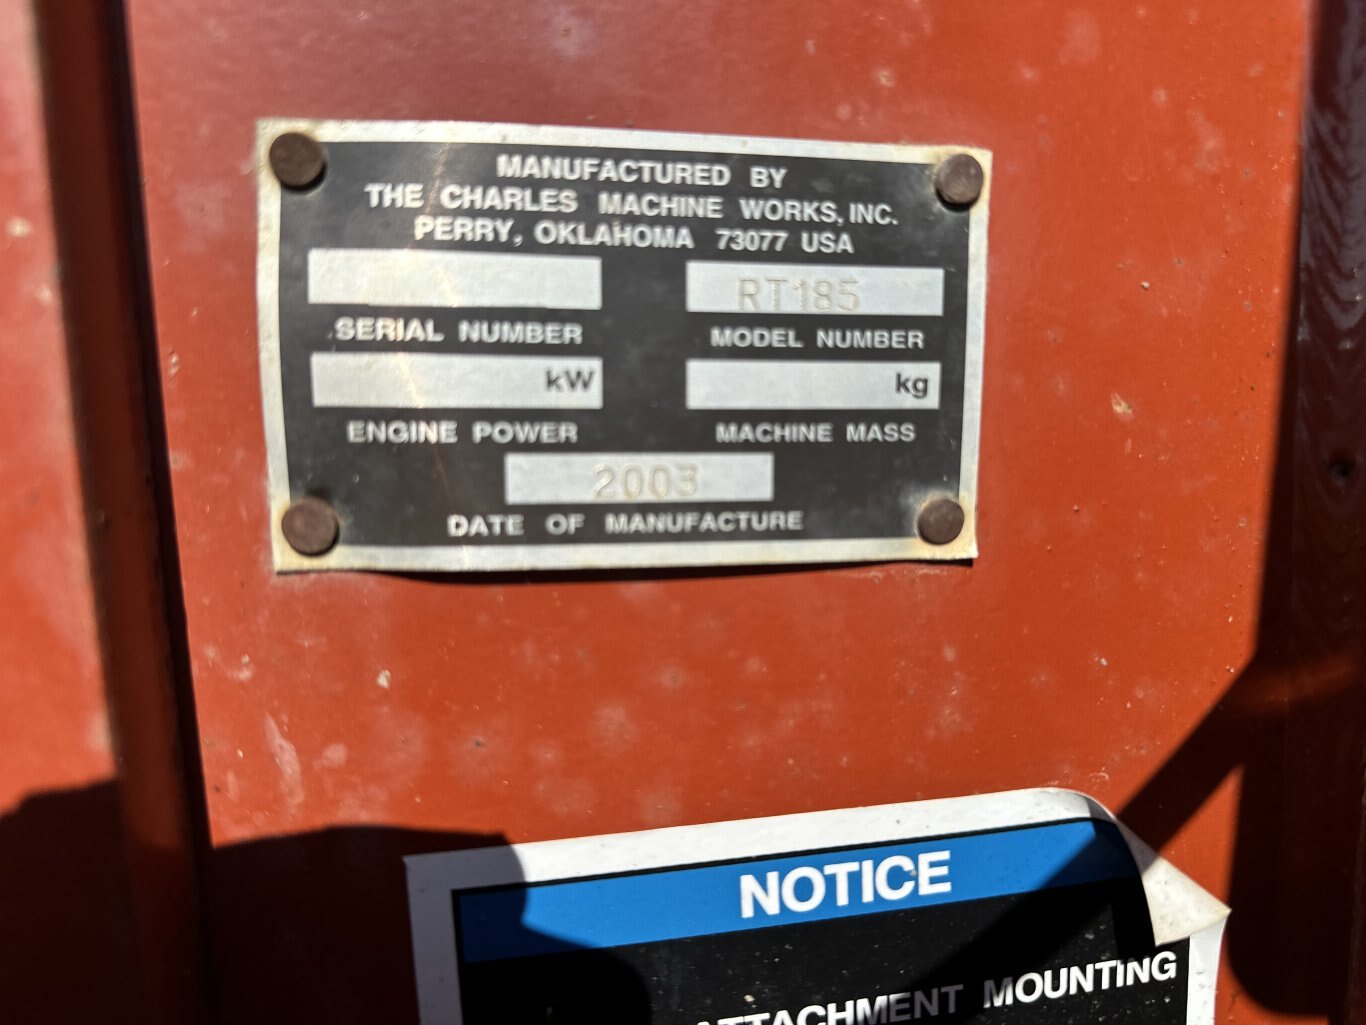 MANUFACTURED BY
THE CHARLES MACHINE WORKS, INC.
PERRY, OKLAHOMA 73077 USA
RT185
SERIAL NUMBER MODEL NUMBER
kW kg
ENGINE POWER MACHINE MASS
2003
DATE OF MANUFACTURE
NOTICE
ATTACHMENT MOUNTING